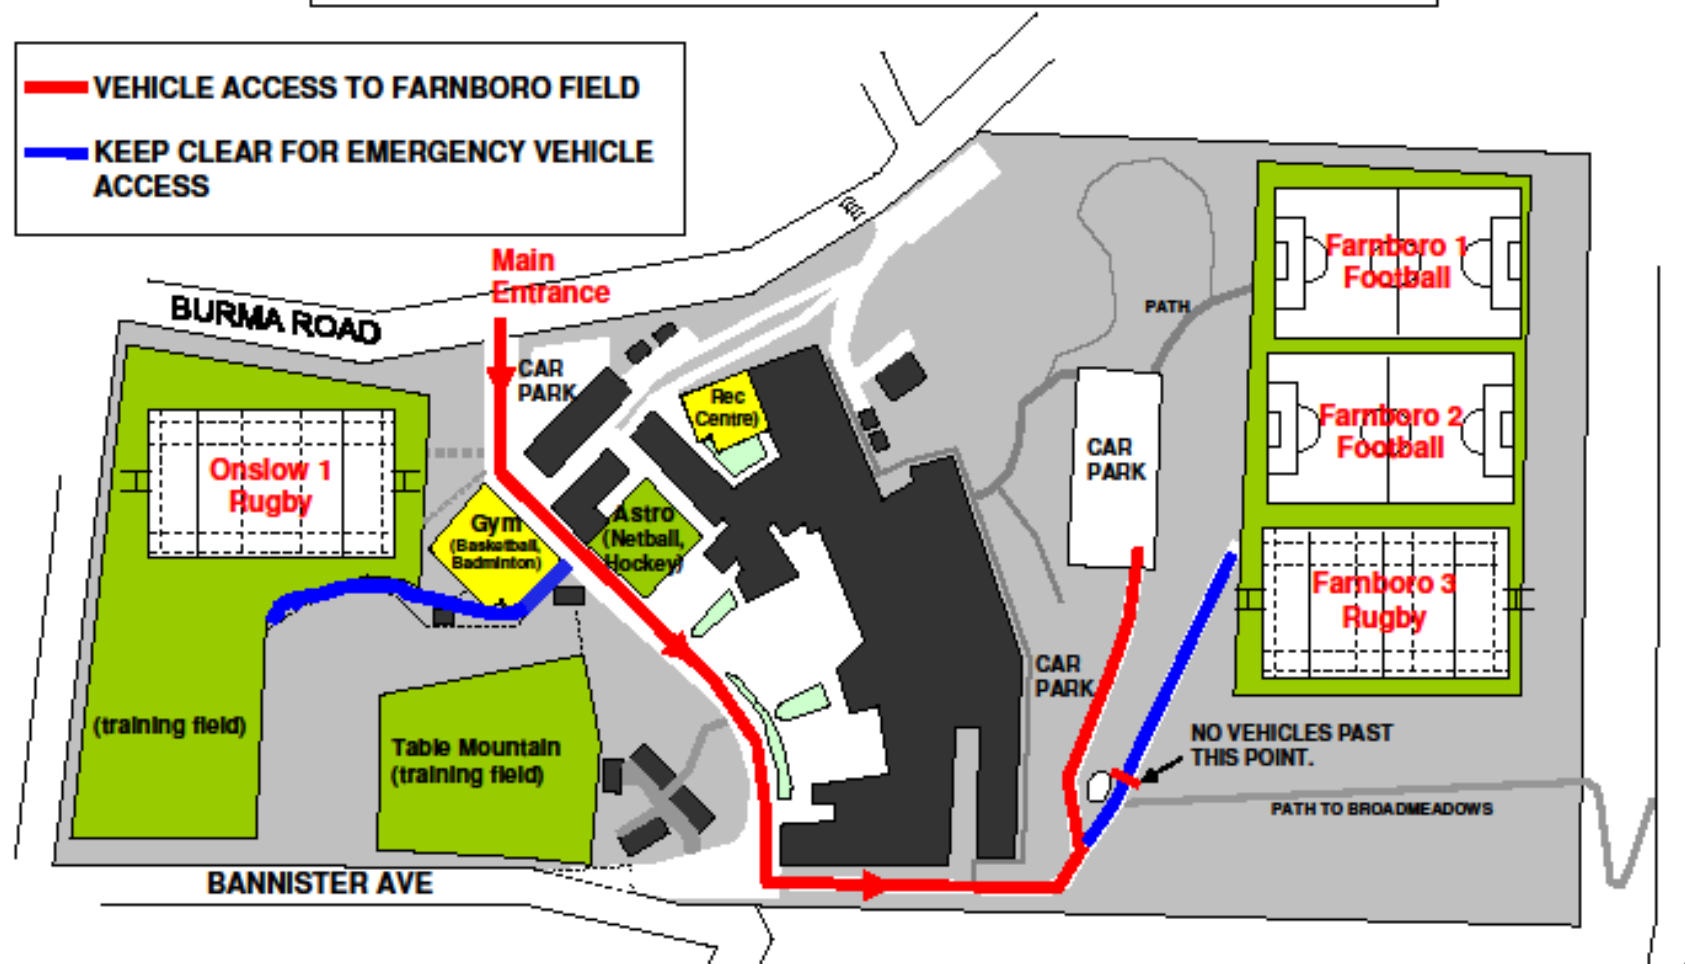 VEHICLE ACCESS TO FARNBORO FIELD
KEEP CLEAR FOR EMERGENCY VEHICLE
ACCESS
Main
Entrance
BURMA ROAD
CAR
PARK
Rec
Centre)
PATH
Farnboro 1
Football
Farnboro 2
Football
Farnboro 3
Rugby
CAR
PARK
Onslow 1
Rugby
Gym
(Basketball,
Badminton)
Astro
(Netball,
Hockey)
CAR
PARK
(training field)
Table Mountain
(training field)
NO VEHICLES PAST
THIS POINT.
PATH TO BROADMEADOWS
BANNISTER AVE